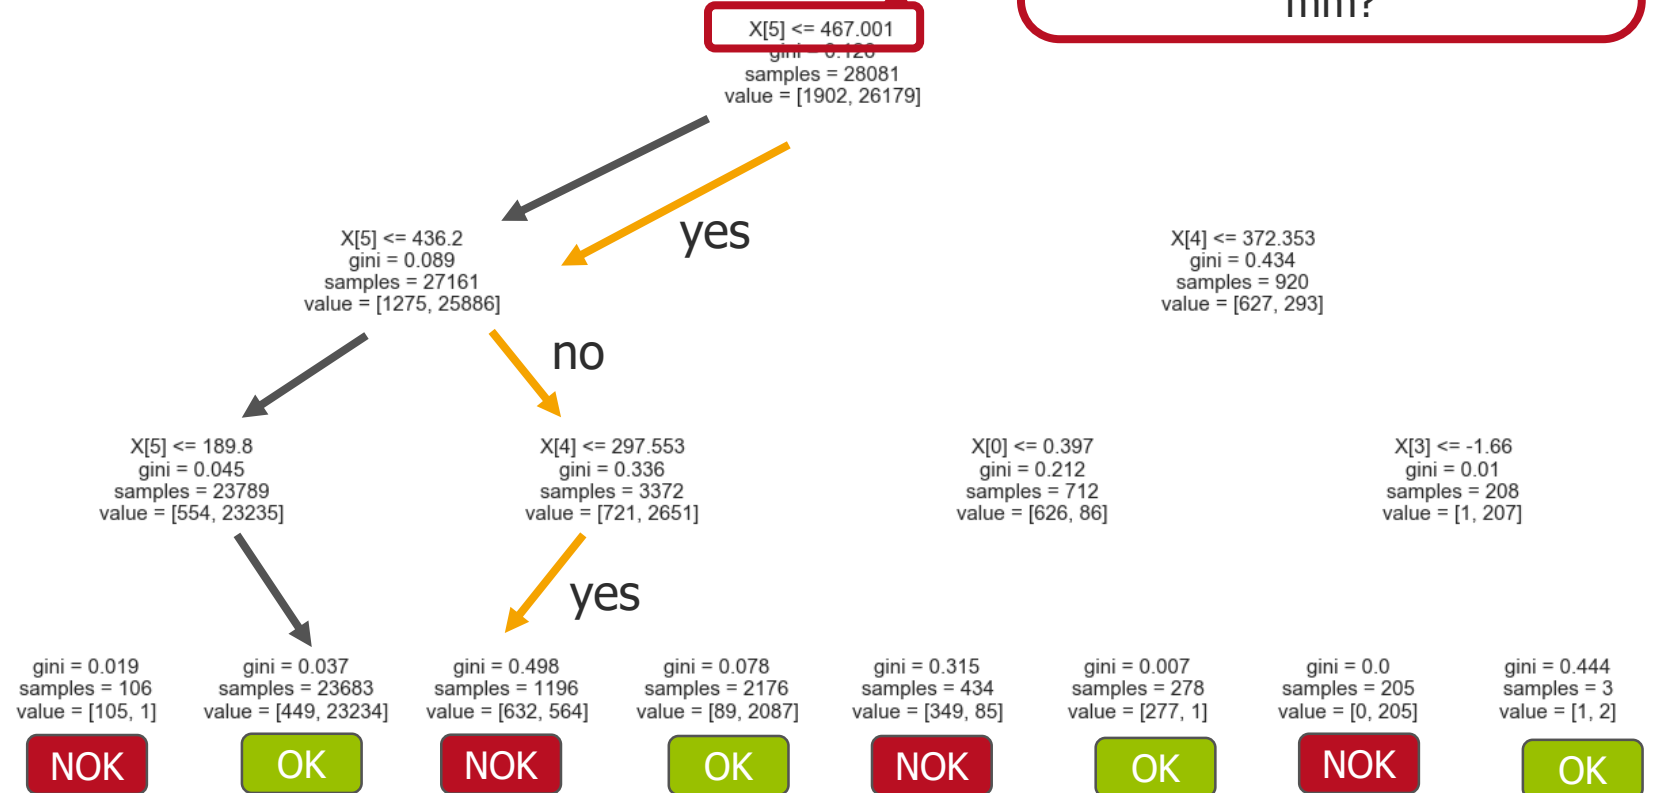 mm?
X[5] <= 467.001
gini = 0.126
samples = 28081
value = [1902, 26179]
yes
X[5] <= 436.2
gini = 0.089
samples = 27161
value = [1275, 25886]
X[4] <= 372.353
gini = 0.434
samples = 920
value = [627, 293]
no
X[5] <= 189.8
gini = 0.045
samples = 23789
value = [554, 23235]
X[4] <= 297.553
gini = 0.336
samples = 3372
value = [721, 2651]
X[0] <= 0.397
gini = 0.212
samples = 712
value = [626, 86]
X[3] <= -1.66
gini = 0.01
samples = 208
value = [1, 207]
yes
gini = 0.019
samples = 106
value = [105, 1]
NOK
gini = 0.037
samples = 23683
value = [449, 23234]
OK
gini = 0.498
samples = 1196
value = [632, 564]
NOK
gini = 0.078
samples = 2176
value = [89, 2087]
OK
gini = 0.315
samples = 434
value = [349, 85]
NOK
gini = 0.007
samples = 278
value = [277, 1]
OK
gini = 0.0
samples = 205
value = [0, 205]
NOK
gini = 0.444
samples = 3
value = [1, 2]
OK